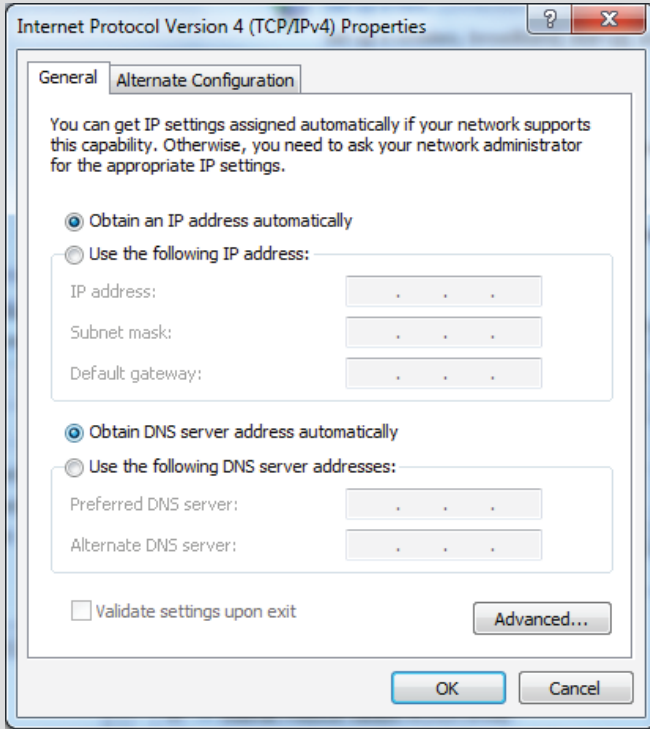 Internet Protocol Version 4 (TCP/IPv4) Properties
?
General
Alternate Configuration
You can get IP settings assigned automatically if your network supports
this capability. Otherwise, you need to ask your network administrator
for the appropriate IP settings.
Obtain an IP address automatically
Use the following IP address:
IP address:
. . .
Subnet mask:
. . .
Default gateway:
. . .
Obtain DNS server address automatically
Use the following DNS server addresses:
Preferred DNS server:
. . .
Alternate DNS server:
. . .
Validate settings upon exit
Advanced...
OK
Cancel